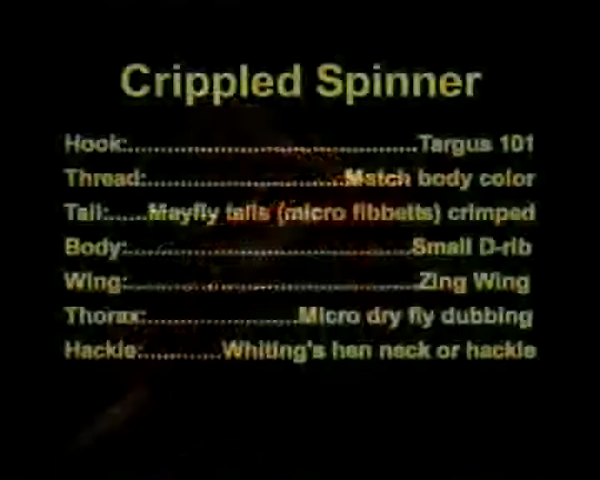 Crippled Spinner
Hook:.............................................Targus 101
Thread:...............................Match body color
Tail:......Mayfly tails (micro fibbetts) crimped
Body:............................................Small D-rib
Wing:.............................................Zing Wing
Thorax:........................Micro dry fly dubbing
Hackle:............Whiting's hen neck or hackle